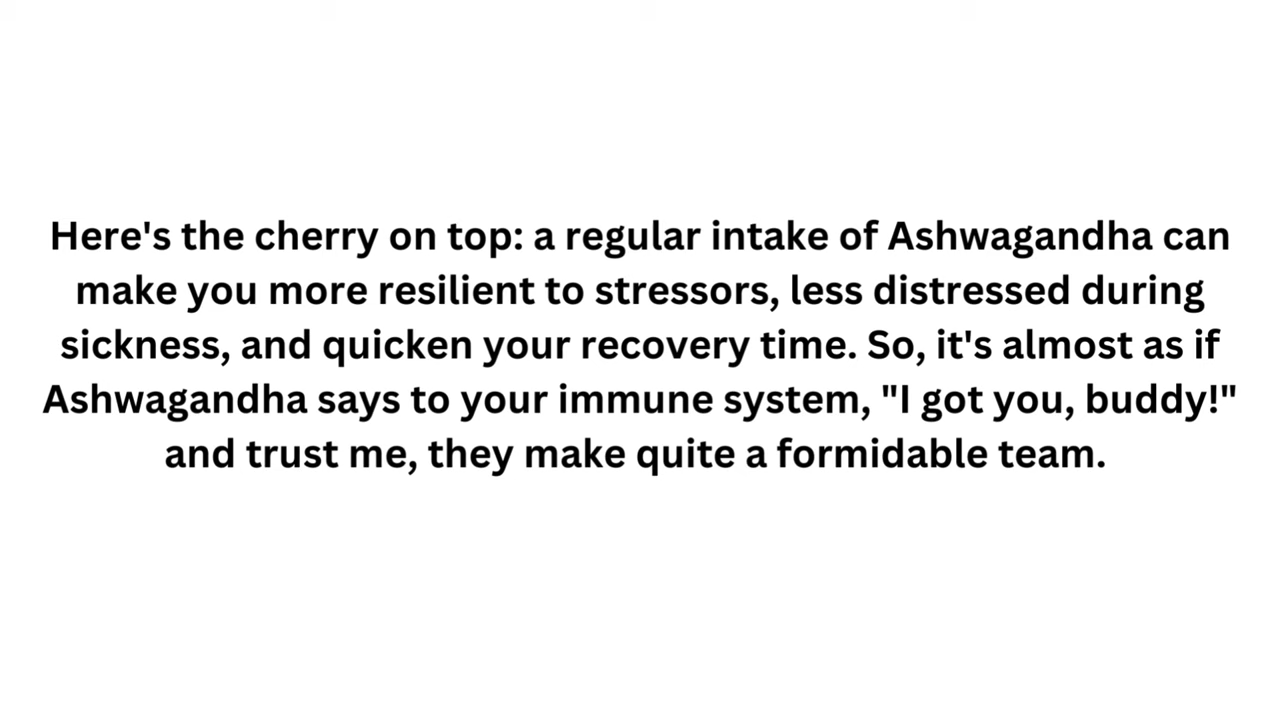 Here's the cherry on top: a regular intake of Ashwagandha can
make you more resilient to stressors, less distressed during
sickness, and quicken your recovery time. So, it's almost as if
Ashwagandha says to your immune system, "I got you, buddy!"
and trust me, they make quite a formidable team.